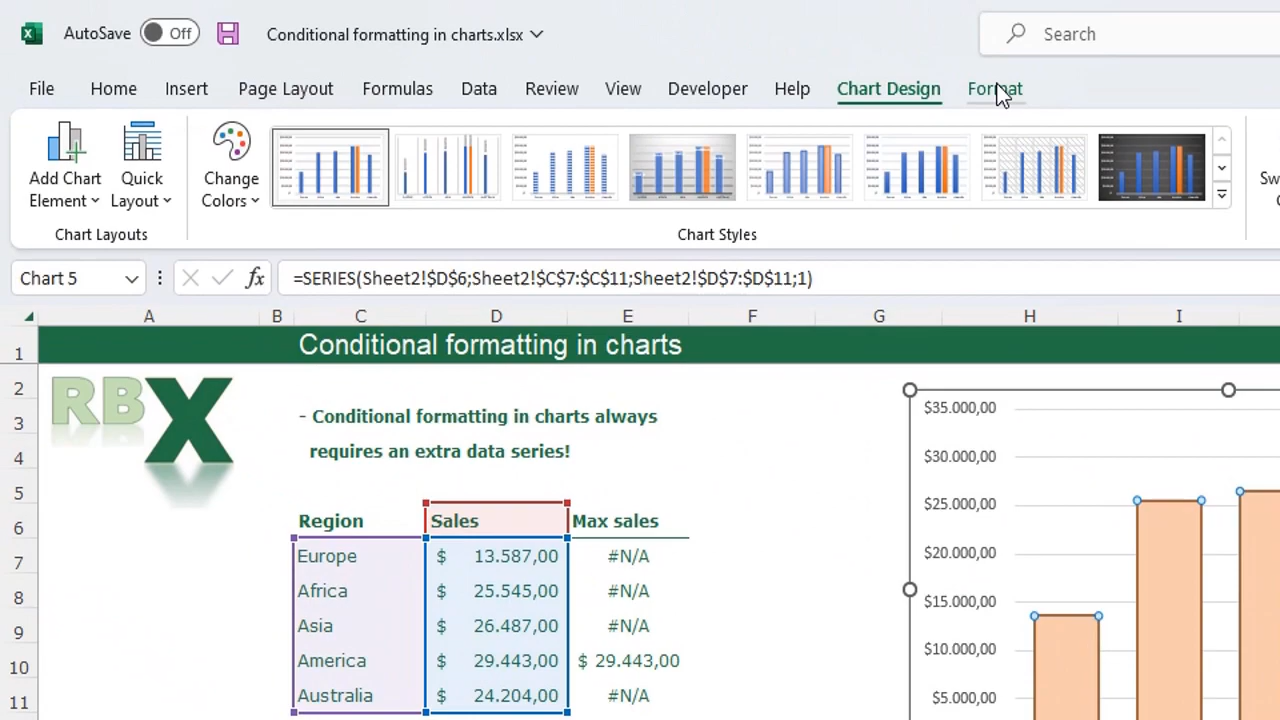 AutoSave Off Conditional formatting in charts.xlsx Search
File Home Insert Page Layout Formulas Data Review View Developer Help Chart Design Format
Add Chart Element
Quick Layout
Change Colors
Sw
Chart Layouts Chart Styles
Chart 5 fx =SERIES(Sheet2!$D$6;Sheet2!$C$7:$C$11;Sheet2!$D$7:$D$11;1)
A B C D E F G H I
1 Conditional formatting in charts
2 RBX
3 - Conditional formatting in charts always
4 requires an extra data series!
5
6 Region Sales Max sales
7 Europe $ 13.587,00 #N/A
8 Africa $ 25.545,00 #N/A
9 Asia $ 26.487,00 #N/A
10 America $ 29.443,00 $ 29.443,00
11 Australia $ 24.204,00 #N/A
$35.000,00
$30.000,00
$25.000,00
$20.000,00
$15.000,00
$10.000,00
$5.000,00